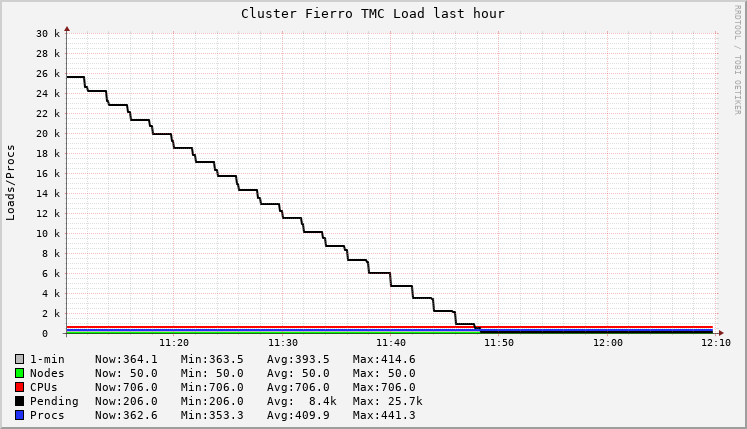 Cluster Fierro TMC Load last hour
RRDTOOL / TOBI OETIKER
Loads/Procs
30 k
28 k
26 k
24 k
22 k
20 k
18 k
16 k
14 k
12 k
10 k
8 k
6 k
4 k
2 k
0
11:20 11:30 11:40 11:50 12:00 12:10
1-min Now:364.1 Min:363.5 Avg:393.5 Max:414.6
Nodes Now: 50.0 Min: 50.0 Avg: 50.0 Max: 50.0
CPUs Now:706.0 Min:706.0 Avg:706.0 Max:706.0
Pending Now:206.0 Min:206.0 Avg: 8.4k Max: 25.7k
Procs Now:362.6 Min:353.3 Avg:409.9 Max:441.3